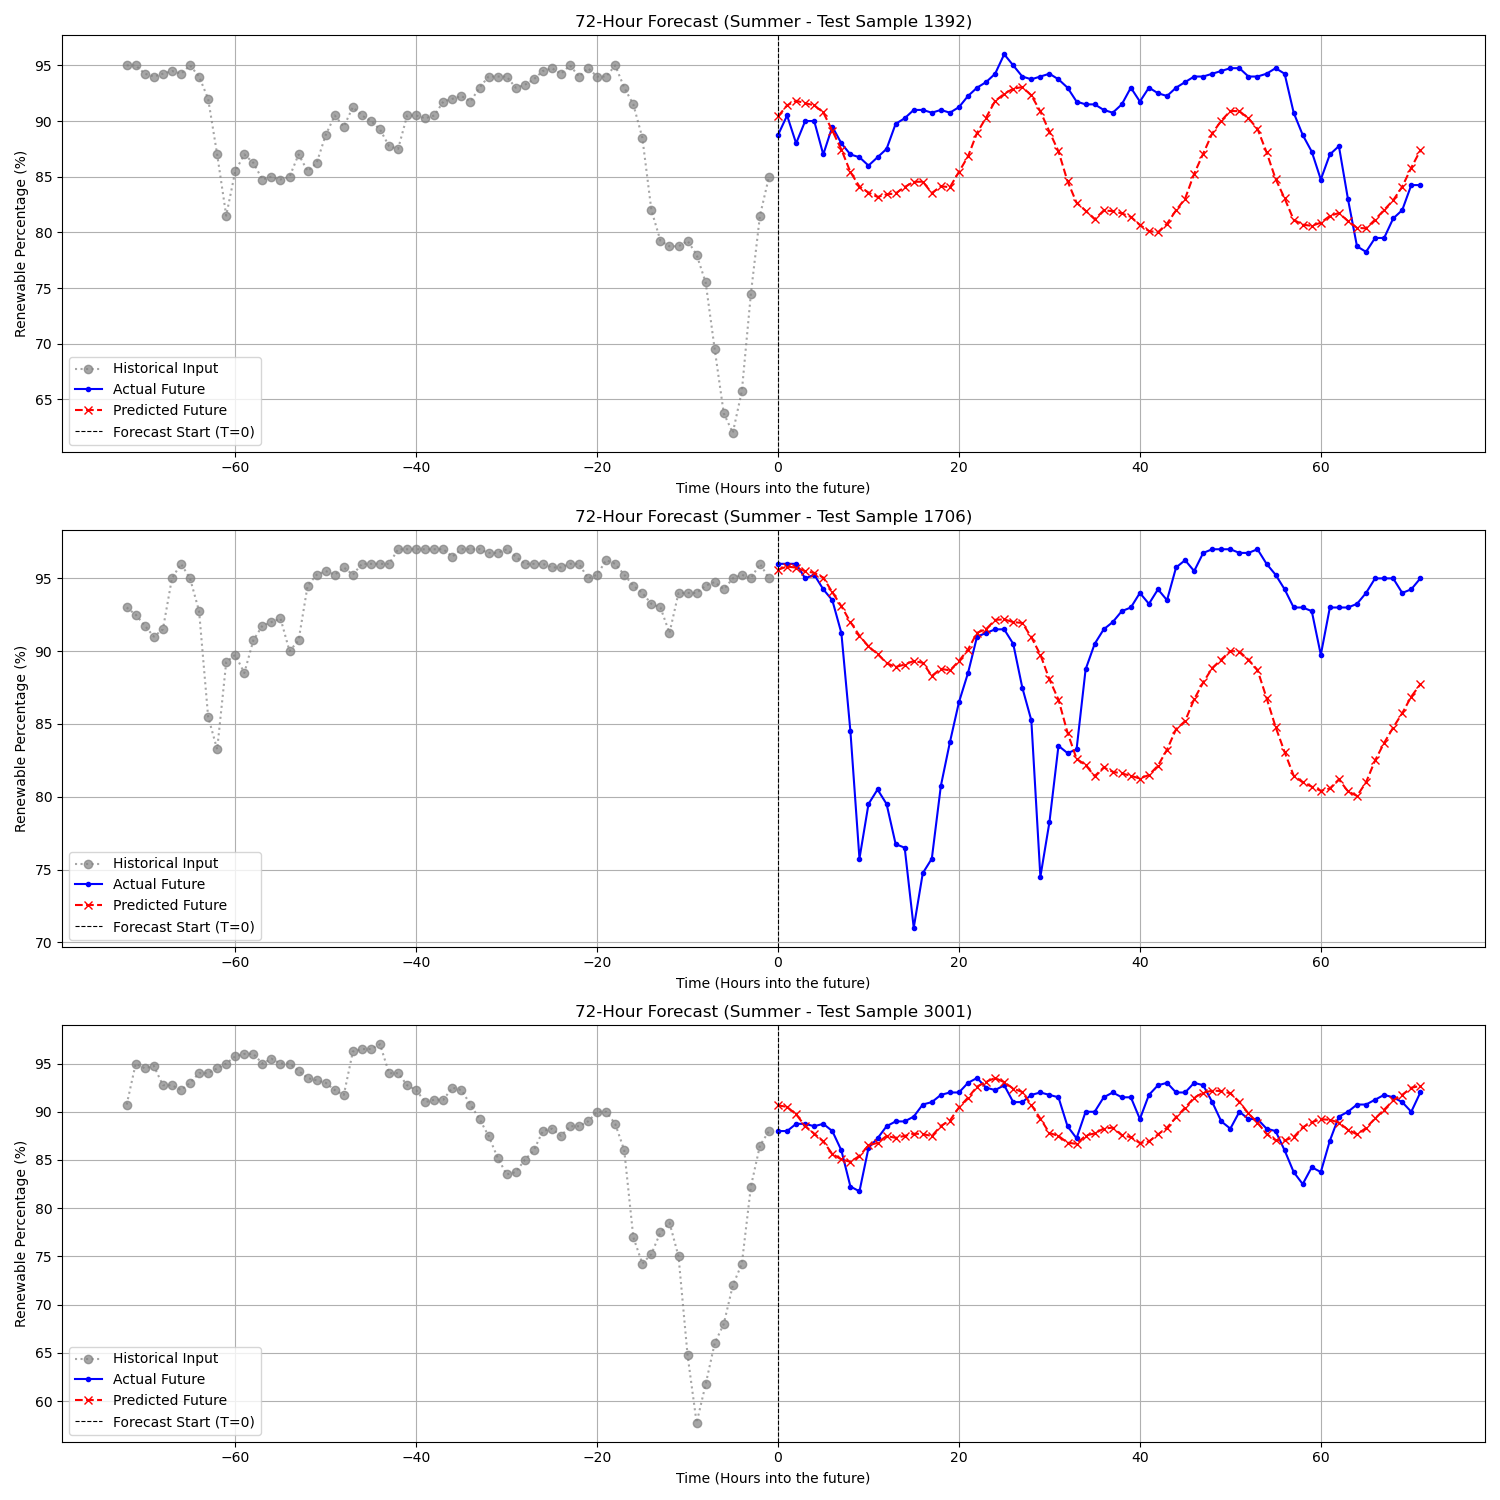 72-Hour Forecast (Summer - Test Sample 1392)
Renewable Percentage (%)
95
90
85
80
75
70
65
Historical Input
Actual Future
Predicted Future
Forecast Start (T=0)
−60 −40 −20 0 20 40 60
Time (Hours into the future)
72-Hour Forecast (Summer - Test Sample 1706)
Renewable Percentage (%)
95
90
85
80
75
70
Historical Input
Actual Future
Predicted Future
Forecast Start (T=0)
−60 −40 −20 0 20 40 60
Time (Hours into the future)
72-Hour Forecast (Summer - Test Sample 3001)
Renewable Percentage (%)
95
90
85
80
75
70
65
60
Historical Input
Actual Future
Predicted Future
Forecast Start (T=0)
−60 −40 −20 0 20 40 60
Time (Hours into the future)